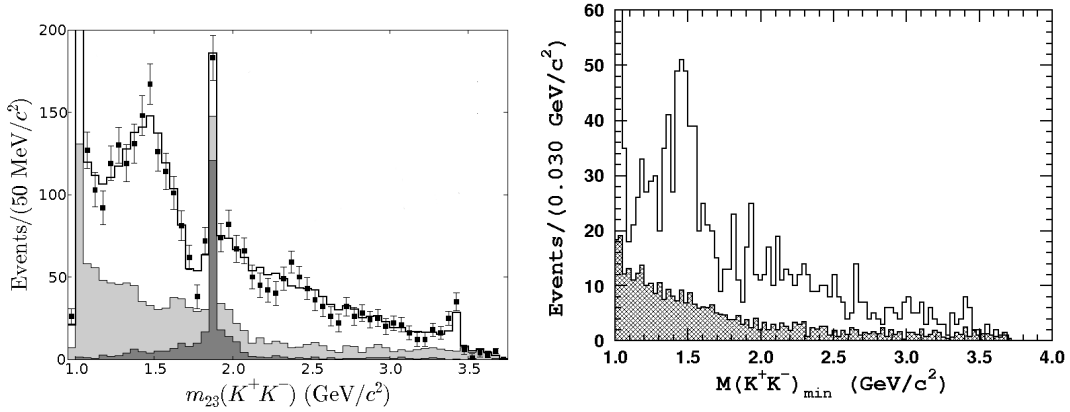 200
150
100
50
0
1.0 1.5 2.0 2.5 3.0 3.5
Events/(50 MeV/c²)
m₂₃(K⁺K⁻) (GeV/c²)
60
50
40
30
20
10
0
1.0 1.5 2.0 2.5 3.0 3.5 4.0
Events/(0.030 GeV/c²)
M(K⁺K⁻)min (GeV/c²)